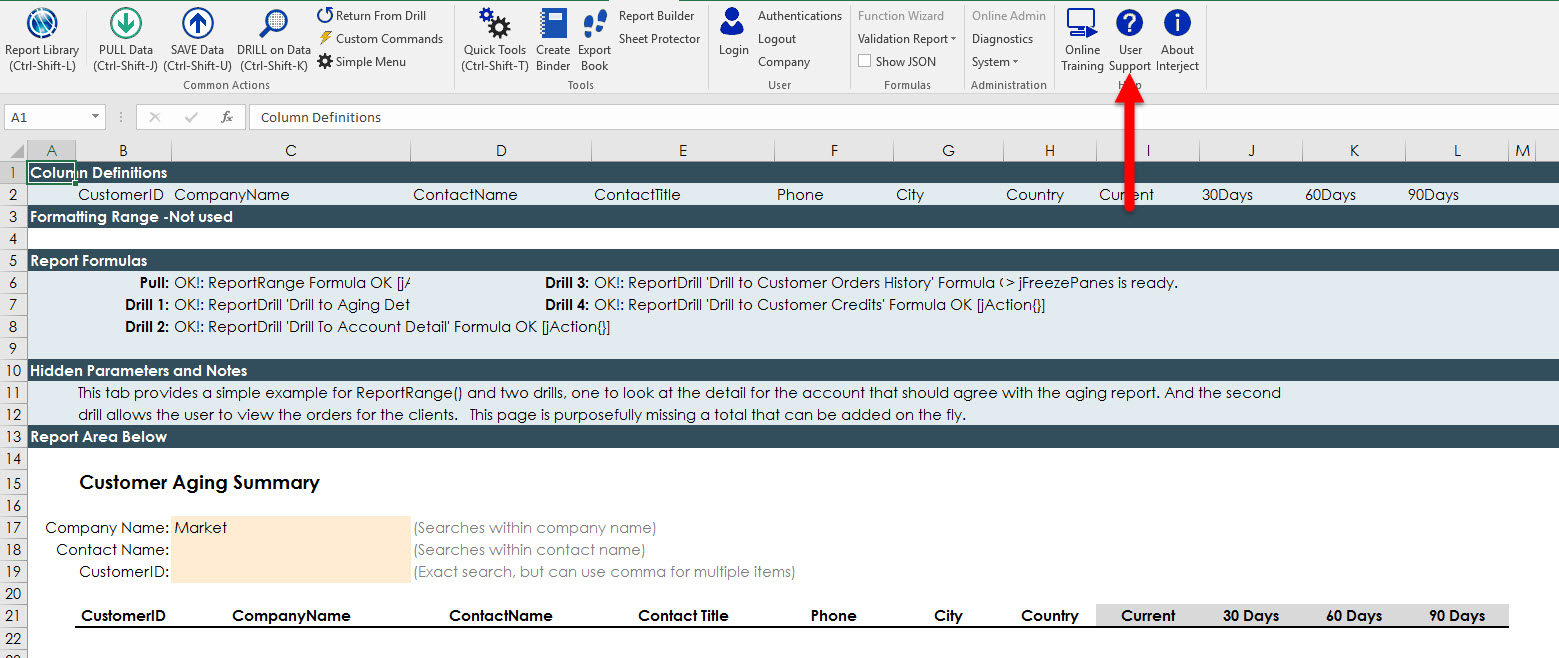 Return From Drill Report Builder Authentications Function Wizard Online Admin
Custom Commands Sheet Protector Logout Validation Report Diagnostics
Report Library PULL Data SAVE Data DRILL on Data Quick Tools Create Export Login Online User About
(Ctrl-Shift-L) (Ctrl-Shift-J) (Ctrl-Shift-U) (Ctrl-Shift-K) Simple Menu (Ctrl-Shift-T) Binder Book Company Show JSON System Training Support Interject
Common Actions Tools User Formulas Administration
A1 fx Column Definitions
A B C D E F G H I J K L M
1 Column Definitions
2 CustomerID CompanyName ContactName ContactTitle Phone City Country 30Days 60Days 90Days
3 Formatting Range -Not used
4
5 Report Formulas
6 Pull: OK!: ReportRange Formula OK [jA Drill 3: OK!: ReportDrill 'Drill to Customer Orders History' Formula > jFreezePanes is ready.
7 Drill 1: OK!: ReportDrill 'Drill to Aging Det Drill 4: OK!: ReportDrill 'Drill to Customer Credits' Formula OK [jAction{}]
8 Drill 2: OK!: ReportDrill 'Drill To Account Detail' Formula OK [jAction{}]
9
10 Hidden Parameters and Notes
11 This tab provides a simple example for ReportRange() and two drills, one to look at the detail for the account that should agree with the aging report. And the second
12 drill allows the user to view the orders for the clients. This page is purposefully missing a total that can be added on the fly.
13 Report Area Below
14
15 Customer Aging Summary
16
17 Company Name: Market (Searches within company name)
18 Contact Name: (Searches within contact name)
19 CustomerID: (Exact search, but can use comma for multiple items)
20
21 CustomerID CompanyName ContactName Contact Title Phone City Country Current 30 Days 60 Days 90 Days
22